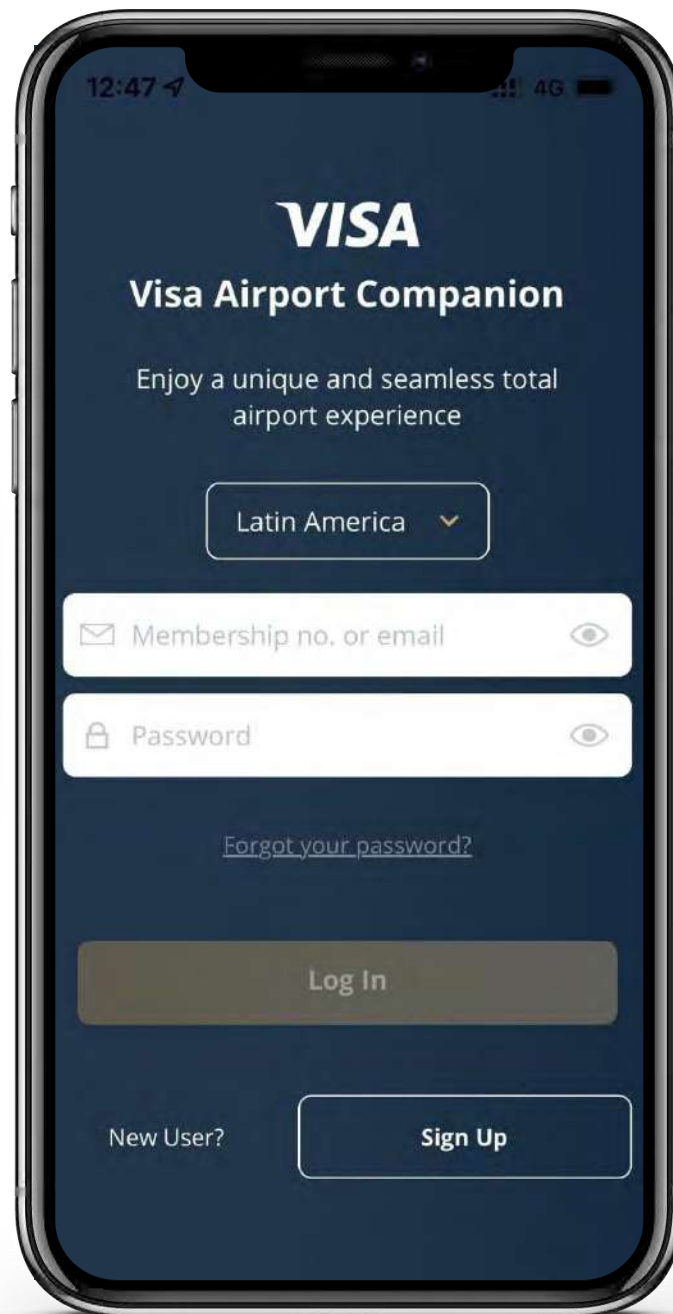 12:47
4G
VISA
Visa Airport Companion
Enjoy a unique and seamless total
airport experience
Latin America
Membership no. or email
Password
Forgot your password?
Log In
New User?
Sign Up